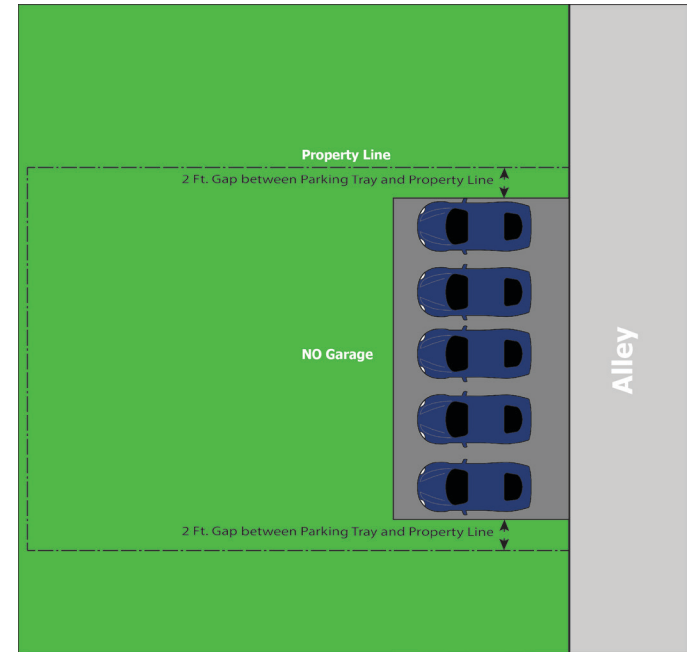 Property Line
2 Ft. Gap between Parking Tray and Property Line
NO Garage
Alley
2 Ft. Gap between Parking Tray and Property Line